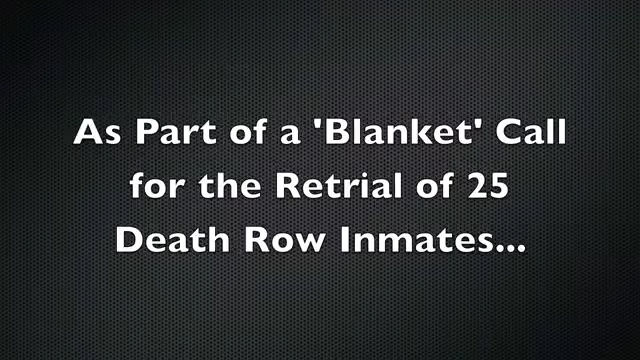 As Part of a 'Blanket' Call
for the Retrial of 25
Death Row Inmates...